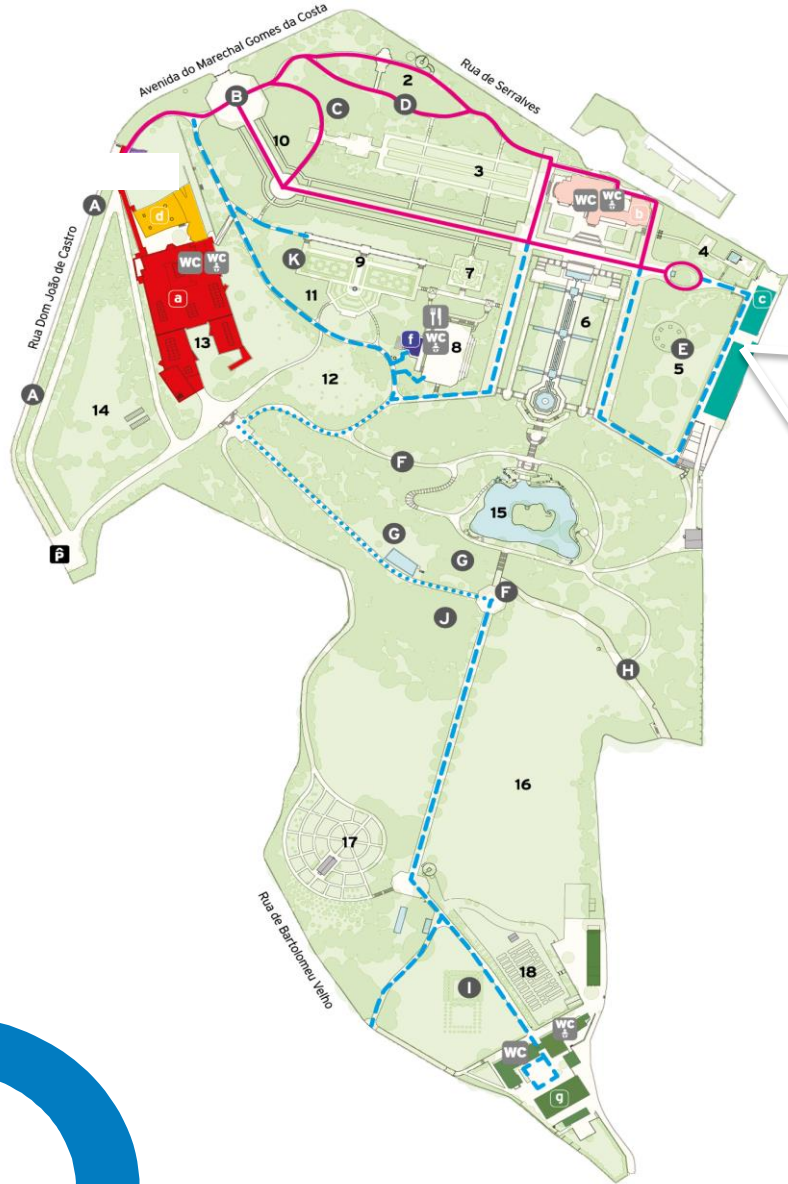 Avenida do Marechal Gomes da Costa
Rua de Serralves
2
B
C
D
10
3
A
d
WC WC
b
WC WC
4
K
9
7
11
a
c
6
E
5
f
WC
8
13
12
Rua Dom João de Castro
A
14
F
15
P
G
G
F
J
H
16
17
Rua de Bartolomeu Velho
18
I
WC
WC
g